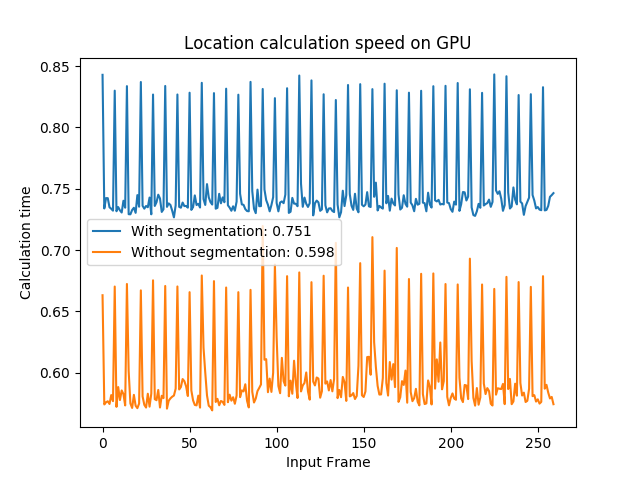 Location calculation speed on GPU
Calculation time
0.85
0.80
0.75
0.70
0.65
0.60
With segmentation: 0.751
Without segmentation: 0.598
0
50
100
150
200
250
Input Frame